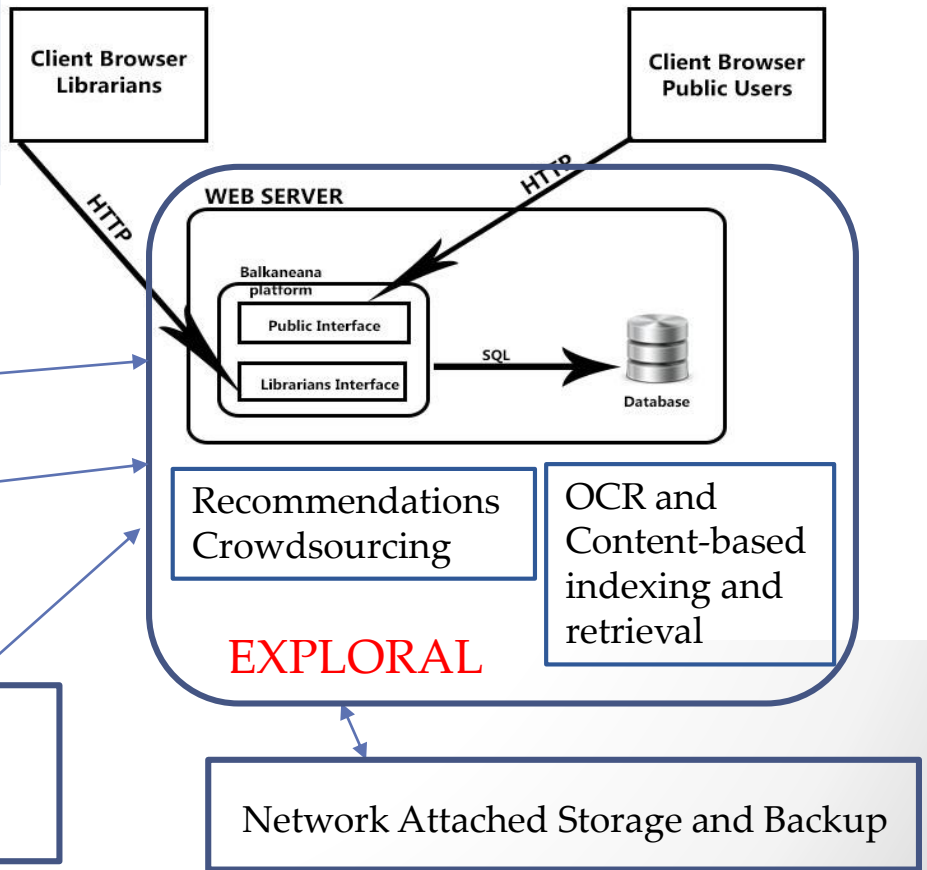 Client Browser
Librarians
Client Browser
Public Users
HTTP
HTTP
WEB SERVER
Balkaneana
platform
Public Interface
Librarians Interface
SQL
Database
Recommendations
Crowdsourcing
OCR and
Content-based
indexing and
retrieval
EXPLORAL
Network Attached Storage and Backup